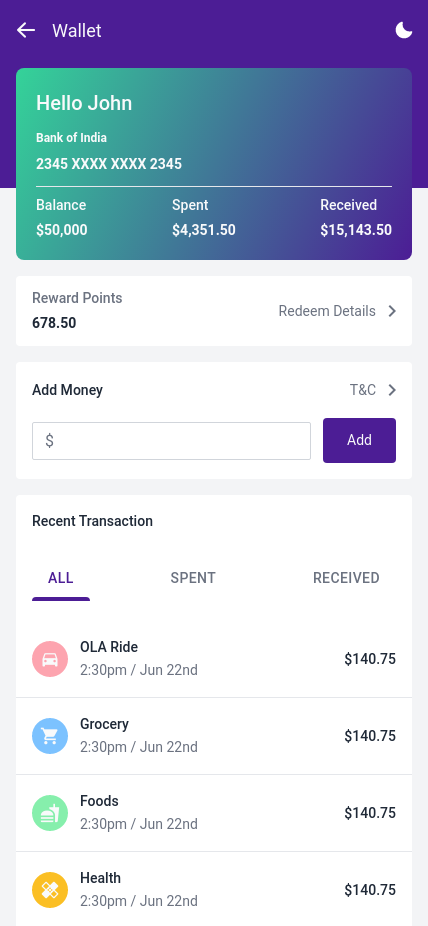 Wallet
Hello John
Bank of India
2345 XXXX XXXX 2345
Balance Spent Received
$50,000 $4,351.50 $15,143.50
Reward Points
678.50
Redeem Details
Add Money T&C
$ Add
Recent Transaction
ALL SPENT RECEIVED
OLA Ride
2:30pm / Jun 22nd
$140.75
Grocery
2:30pm / Jun 22nd
$140.75
Foods
2:30pm / Jun 22nd
$140.75
Health
2:30pm / Jun 22nd
$140.75